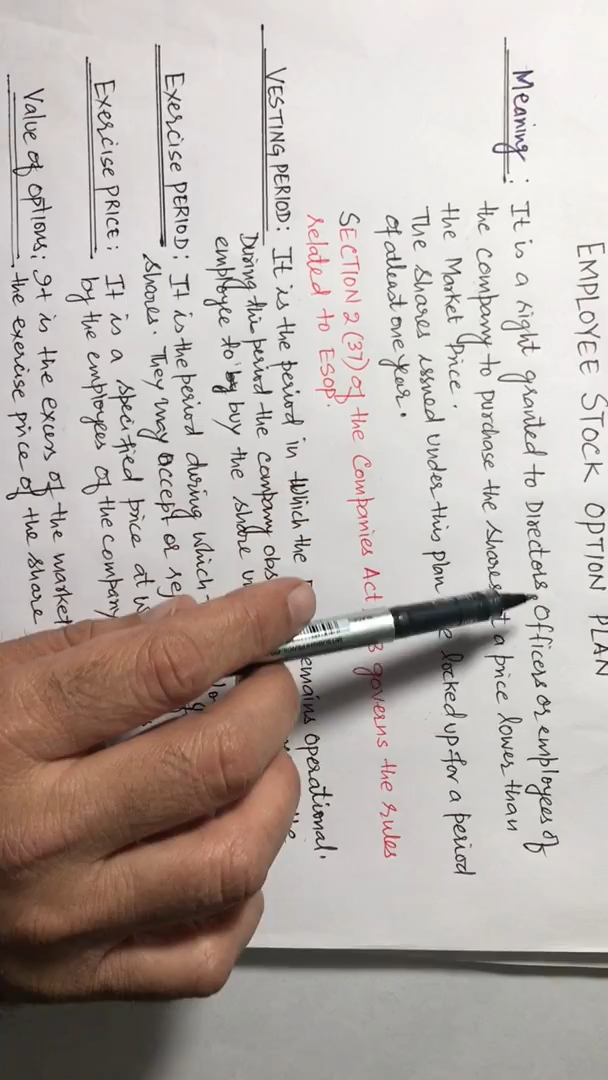 EMPLOYEE STOCK OPTION PLAN
Meaning : It is a right granted to Directors, Officers or employees of
the company to purchase the shares at a price lower than
the Market Price.
The shares issued under this plan locked up for a period
of atleast one year.
SECTION 2 (37) of the Companies Act governs the rules
related to ESOP.
VESTING PERIOD : It is the period in which the remains operational.
During this period the company
employee to buy the share
Exercise PERIOD : It is the period during which
shares. They may accept or
Exercise PRICE : It is a specified price at
by the employees of the company
Value of options : It is the excess of the market
the exercise price of the share